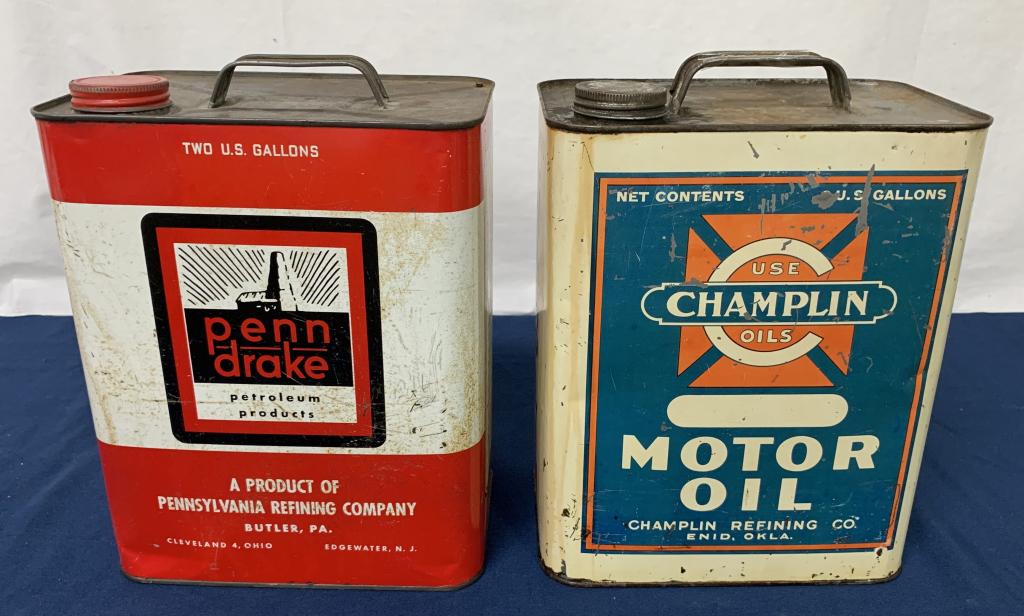 TWO U.S. GALLONS
penn
drake
petroleum
products
A PRODUCT OF
PENNSYLVANIA REFINING COMPANY
BUTLER, PA.
CLEVELAND 4, OHIO EDGEWATER, N. J.
NET CONTENTS U.S. GALLONS
USE
CHAMPLIN
OILS
MOTOR
OIL
CHAMPLIN REFINING CO.
ENID, OKLA.